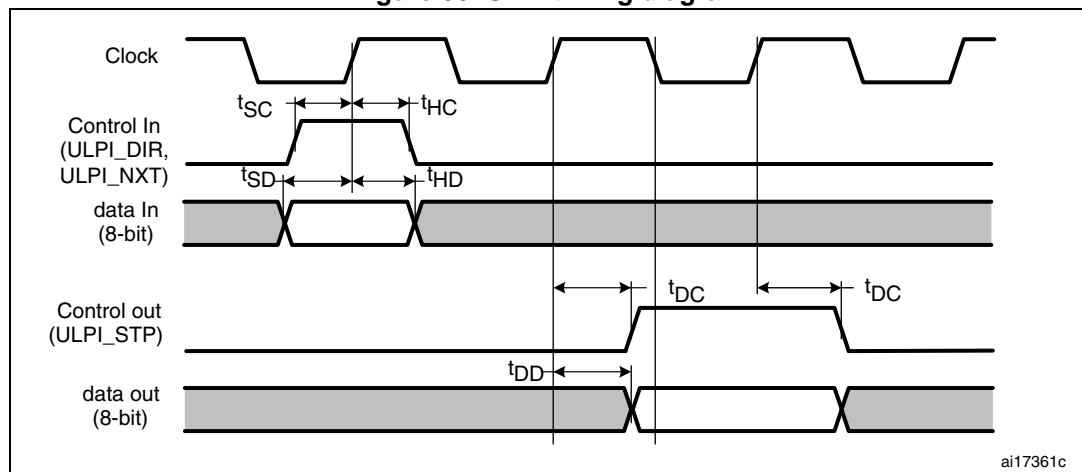 Clock
tSC
tHC
Control In
(ULPI_DIR,
ULPI_NXT)
tSD
tHD
data In
(8-bit)
Control out
(ULPI_STP)
tDC
tDC
tDD
data out
(8-bit)
ai17361c